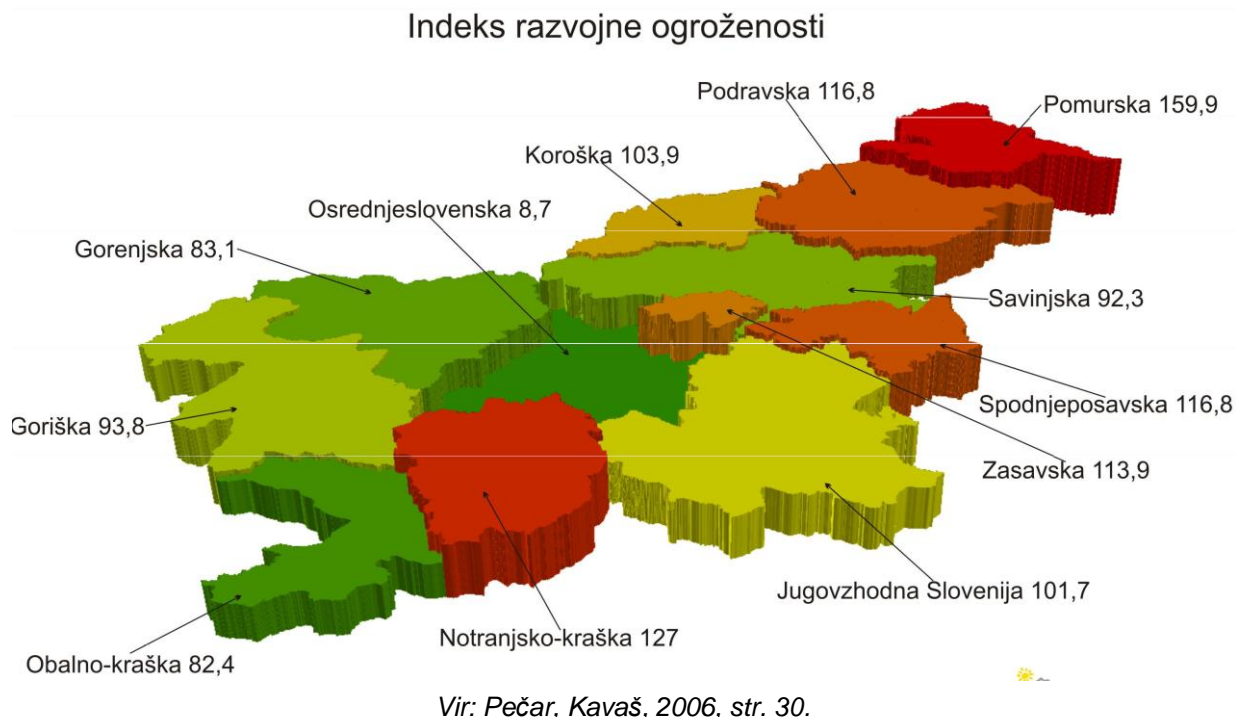 Indeks razvojne ogroženosti
Podravska 116,8
Pomurska 159,9
Koroška 103,9
Osrednjeslovenska 8,7
Gorenjska 83,1
Savinjska 92,3
Goriška 93,8
Spodnjeposavska 116,8
Zasavska 113,9
Jugovzhodna Slovenija 101,7
Notranjsko-kraška 127
Obalno-kraška 82,4
Vir: Pečar, Kavaš, 2006, str. 30.